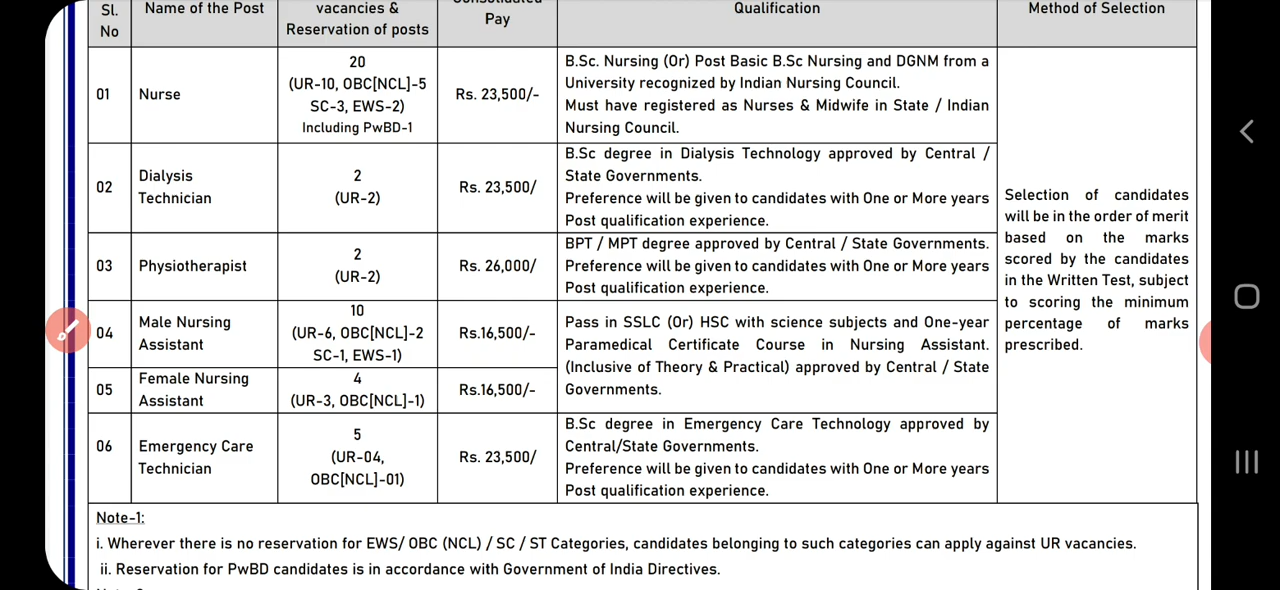 Sl.
No
Name of the Post
vacancies &
Reservation of posts
Consolidated
Pay
Qualification
Method of Selection
01
Nurse
20
(UR-10, OBC[NCL]-5
SC-3, EWS-2)
Including PwBD-1
Rs. 23,500/-
B.Sc. Nursing (Or) Post Basic B.Sc Nursing and DGNM from a
University recognized by Indian Nursing Council.
Must have registered as Nurses & Midwife in State / Indian
Nursing Council.
02
Dialysis
Technician
2
(UR-2)
Rs. 23,500/
B.Sc degree in Dialysis Technology approved by Central /
State Governments.
Preference will be given to candidates with One or More years
Post qualification experience.
03
Physiotherapist
2
(UR-2)
Rs. 26,000/
BPT / MPT degree approved by Central / State Governments.
Preference will be given to candidates with One or More years
Post qualification experience.
04
Male Nursing
Assistant
10
(UR-6, OBC[NCL]-2
SC-1, EWS-1)
Rs.16,500/-
Pass in SSLC (Or) HSC with science subjects and One-year
Paramedical Certificate Course in Nursing Assistant.
(Inclusive of Theory & Practical) approved by Central / State
Governments.
05
Female Nursing
Assistant
4
(UR-3, OBC[NCL]-1)
Rs.16,500/-
06
Emergency Care
Technician
5
(UR-04,
OBC[NCL]-01)
Rs. 23,500/
B.Sc degree in Emergency Care Technology approved by
Central/State Governments.
Preference will be given to candidates with One or More years
Post qualification experience.
Selection of candidates
will be in the order of merit
based on the marks
scored by the candidates
in the Written Test, subject
to scoring the minimum
percentage of marks
prescribed.
Note-1:
i. Wherever there is no reservation for EWS/ OBC (NCL) / SC / ST Categories, candidates belonging to such categories can apply against UR vacancies.
ii. Reservation for PwBD candidates is in accordance with Government of India Directives.